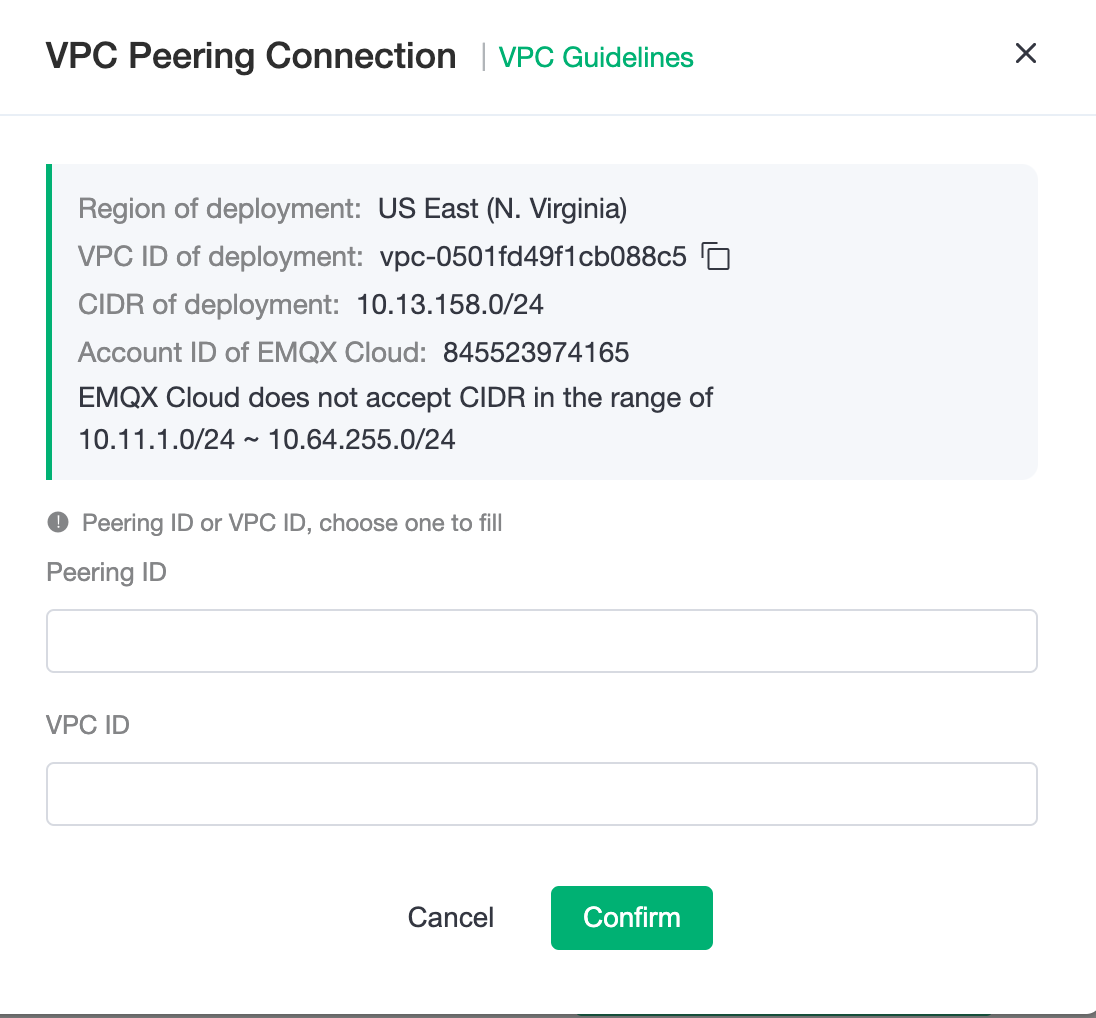 VPC Peering Connection | VPC Guidelines
Region of deployment: US East (N. Virginia)
VPC ID of deployment: vpc-0501fd49f1cb088c5
CIDR of deployment: 10.13.158.0/24
Account ID of EMQX Cloud: 845523974165
EMQX Cloud does not accept CIDR in the range of
10.11.1.0/24 ~ 10.64.255.0/24
Peering ID or VPC ID, choose one to fill
Peering ID
VPC ID
Cancel Confirm